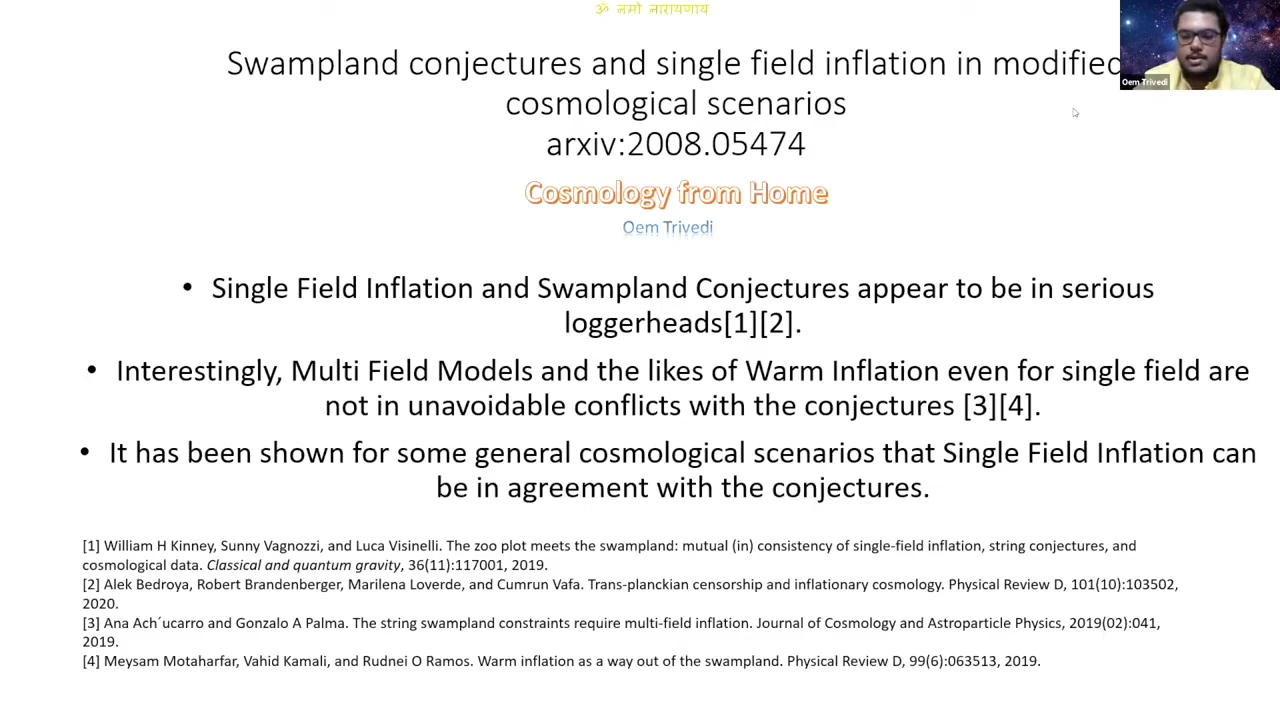 ॐ नमो नारायणाय
Swampland conjectures and single field inflation in modified
cosmological scenarios
arxiv:2008.05474
Oem Trivedi
Cosmology from Home
Oem Trivedi
• Single Field Inflation and Swampland Conjectures appear to be in serious
loggerheads[1][2].
• Interestingly, Multi Field Models and the likes of Warm Inflation even for single field are
not in unavoidable conflicts with the conjectures [3][4].
• It has been shown for some general cosmological scenarios that Single Field Inflation can
be in agreement with the conjectures.
[1] William H Kinney, Sunny Vagnozzi, and Luca Visinelli. The zoo plot meets the swampland: mutual (in) consistency of single-field inflation, string conjectures, and
cosmological data. Classical and quantum gravity, 36(11):117001, 2019.
[2] Alek Bedroya, Robert Brandenberger, Marilena Loverde, and Cumrun Vafa. Trans-planckian censorship and inflationary cosmology. Physical Review D, 101(10):103502,
2020.
[3] Ana Ach´ucarro and Gonzalo A Palma. The string swampland constraints require multi-field inflation. Journal of Cosmology and Astroparticle Physics, 2019(02):041,
2019.
[4] Meysam Motaharfar, Vahid Kamali, and Rudnei O Ramos. Warm inflation as a way out of the swampland. Physical Review D, 99(6):063513, 2019.